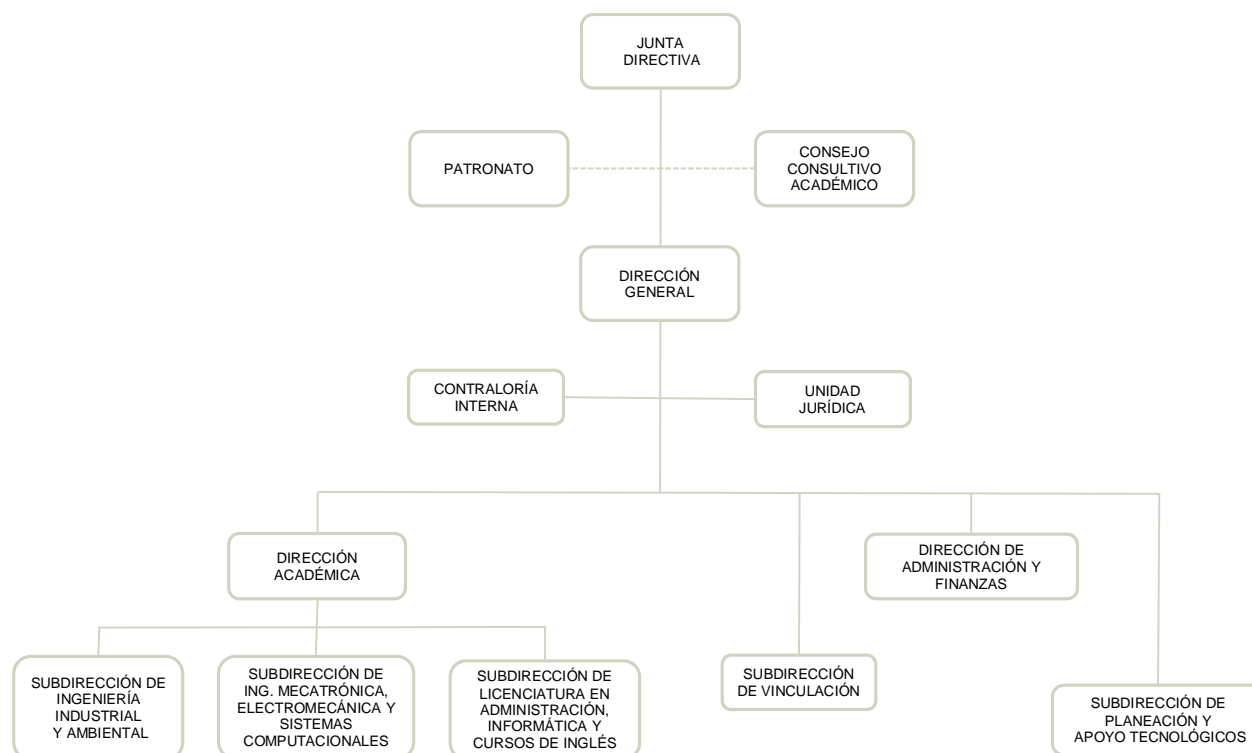 JUNTA
DIRECTIVA
PATRONATO
CONSEJO
CONSULTIVO
ACADÉMICO
DIRECCIÓN
GENERAL
CONTRALORÍA
INTERNA
UNIDAD
JURÍDICA
DIRECCIÓN
ACADÉMICA
DIRECCIÓN DE
ADMINISTRACIÓN Y
FINANZAS
SUBDIRECCIÓN DE
INGENIERÍA
INDUSTRIAL
Y AMBIENTAL
SUBDIRECCIÓN DE
ING. MECATRÓNICA,
ELECTROMECÁNICA Y
SISTEMAS
COMPUTACIONALES
SUBDIRECCIÓN DE
LICENCIATURA EN
ADMINISTRACIÓN,
INFORMÁTICA Y
CURSOS DE INGLÉS
SUBDIRECCIÓN
DE VINCULACIÓN
SUBDIRECCIÓN DE
PLANEACIÓN Y
APOYO TECNOLÓGICOS